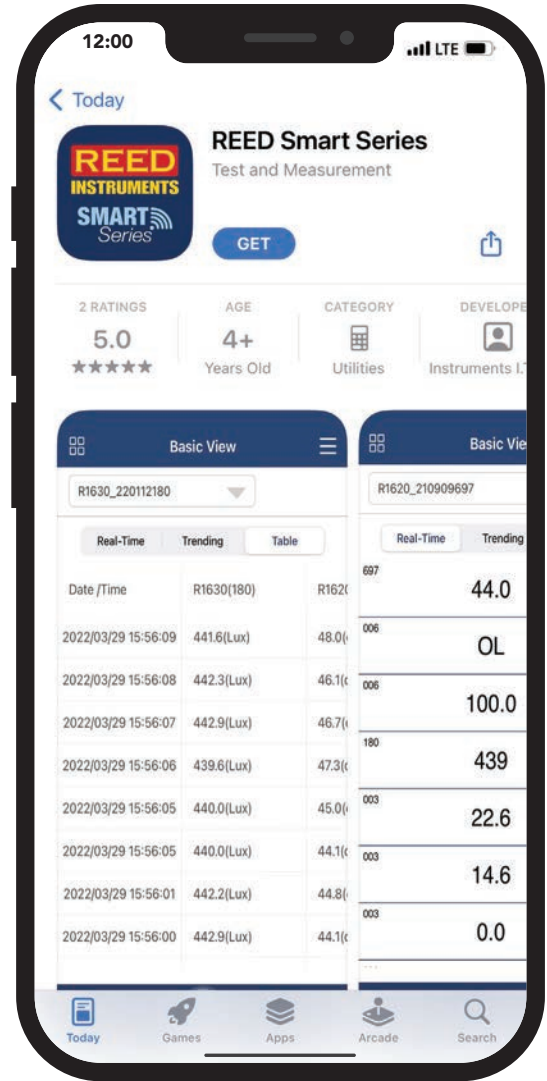 12:00 LTE
Today
REED
INSTRUMENTS
SMART
Series
REED Smart Series
Test and Measurement
GET
2 RATINGS AGE CATEGORY DEVELOPE
5.0 4+
Years Old Utilities Instruments I.
Basic View
R1630_220112180
Real-Time Trending Table
Date /Time R1630(180) R1620
2022/03/29 15:56:09 441.6(Lux) 48.0(
2022/03/29 15:56:08 442.3(Lux) 46.1(
2022/03/29 15:56:07 442.9(Lux) 46.7(
2022/03/29 15:56:06 439.6(Lux) 47.3(
2022/03/29 15:56:05 440.0(Lux) 45.0(
2022/03/29 15:56:05 440.0(Lux) 44.1(
2022/03/29 15:56:01 442.2(Lux) 44.8(
2022/03/29 15:56:00 442.9(Lux) 44.1(
Basic Vie
R1620_210909697
Real-Time Trending
697 44.0
006 OL
006 100.0
180 439
003 22.6
003 14.6
003 0.0
Today Games Apps Arcade Search